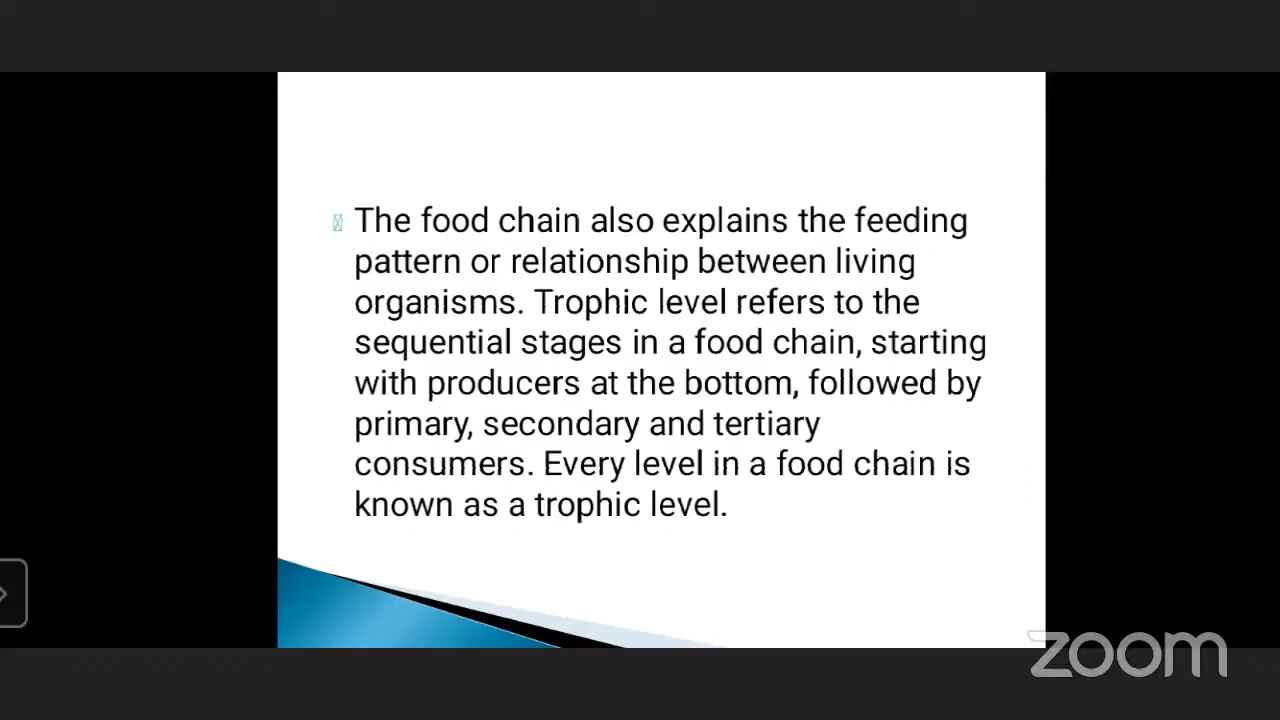 The food chain also explains the feeding
pattern or relationship between living
organisms. Trophic level refers to the
sequential stages in a food chain, starting
with producers at the bottom, followed by
primary, secondary and tertiary
consumers. Every level in a food chain is
known as a trophic level.
zoom